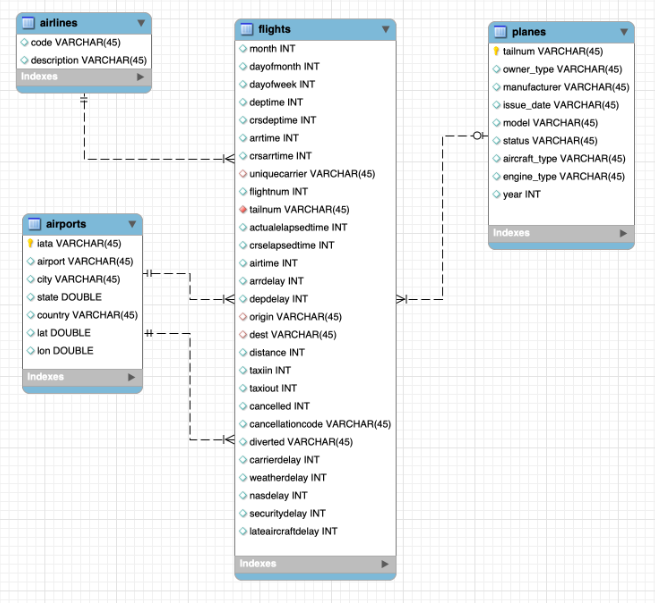 airlines
code VARCHAR(45)
description VARCHAR(45)
Indexes
airports
iata VARCHAR(45)
airport VARCHAR(45)
city VARCHAR(45)
state DOUBLE
country VARCHAR(45)
lat DOUBLE
lon DOUBLE
Indexes
flights
month INT
dayofmonth INT
dayofweek INT
deptime INT
crsdeptime INT
arrtime INT
crsarrtime INT
uniquecarrier VARCHAR(45)
flightnum INT
tailnum VARCHAR(45)
actualelapsedtime INT
crselapsedtime INT
airtime INT
arrdelay INT
depdelay INT
origin VARCHAR(45)
dest VARCHAR(45)
distance INT
taxiin INT
taxiout INT
cancelled INT
cancellationcode VARCHAR(45)
diverted VARCHAR(45)
carrierdelay INT
weatherdelay INT
nasdelay INT
securitydelay INT
lateaircraftdelay INT
Indexes
planes
tailnum VARCHAR(45)
owner_type VARCHAR(45)
manufacturer VARCHAR(45)
issue_date VARCHAR(45)
model VARCHAR(45)
status VARCHAR(45)
aircraft_type VARCHAR(45)
engine_type VARCHAR(45)
year INT
Indexes